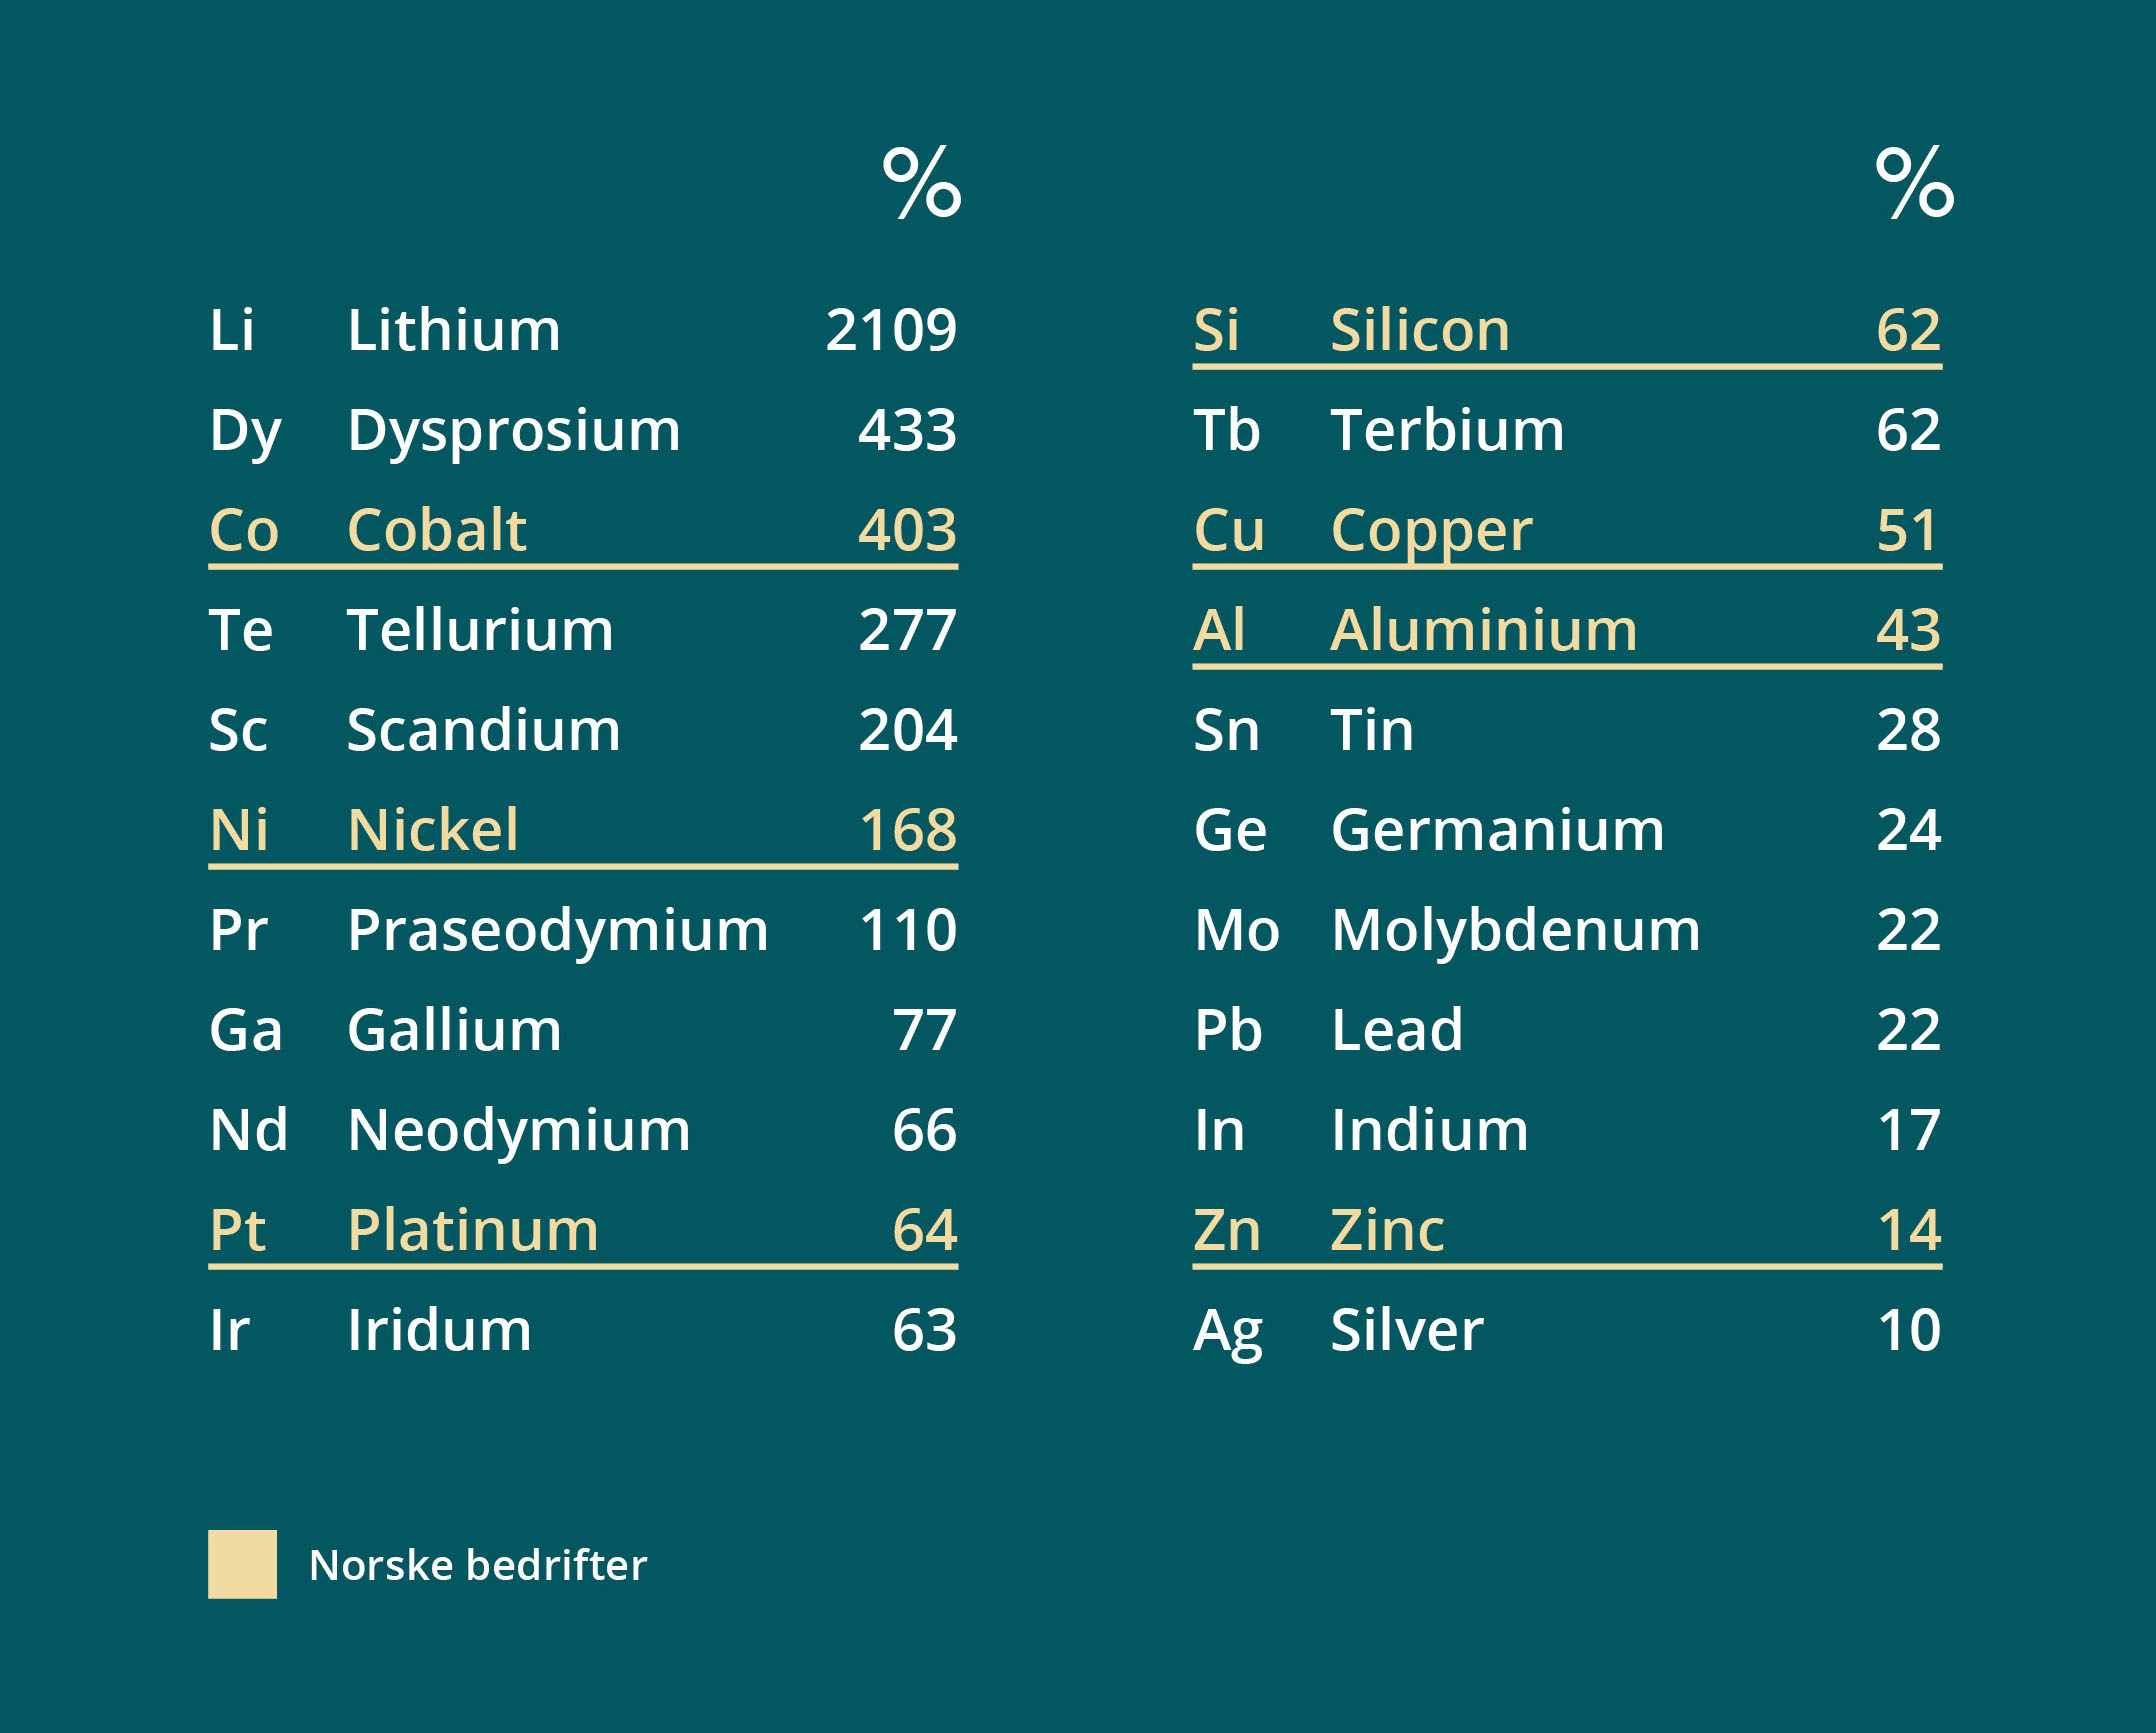 %
Li Lithium 2109
Dy Dysprosium 433
Co Cobalt 403
Te Tellurium 277
Sc Scandium 204
Ni Nickel 168
Pr Praseodymium 110
Ga Gallium 77
Nd Neodymium 66
Pt Platinum 64
Ir Iridum 63
%
Si Silicon 62
Tb Terbium 62
Cu Copper 51
Al Aluminium 43
Sn Tin 28
Ge Germanium 24
Mo Molybdenum 22
Pb Lead 22
In Indium 17
Zn Zinc 14
Ag Silver 10
Norske bedrifter